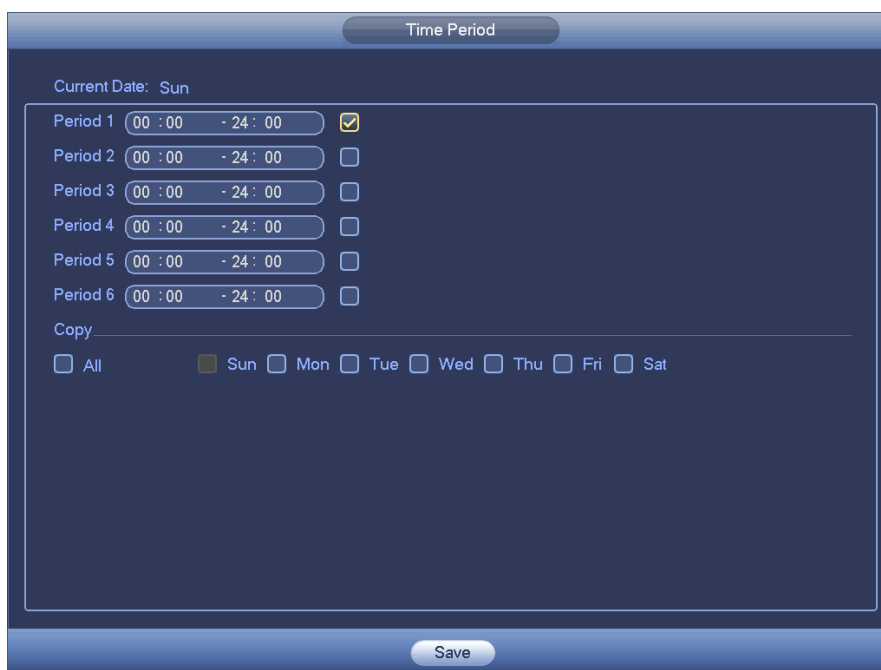 Time Period
Current Date: Sun
Period 1 00 :00 - 24 : 00
Period 2 00 :00 - 24 : 00
Period 3 00 :00 - 24 : 00
Period 4 00 :00 - 24 : 00
Period 5 00 :00 - 24 : 00
Period 6 00 :00 - 24 : 00
Copy
All Sun Mon Tue Wed Thu Fri Sat
Save